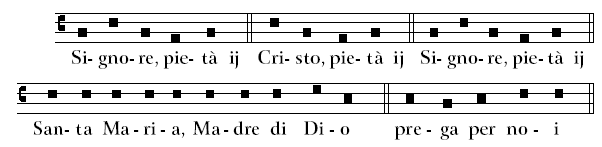 Si- gno- re, pie- tà ij Cri- sto, pie- tà ij Si- gno- re, pie- tà ij
San- ta Ma- ri- a, Ma- dre di Di- o pre- ga per no- i